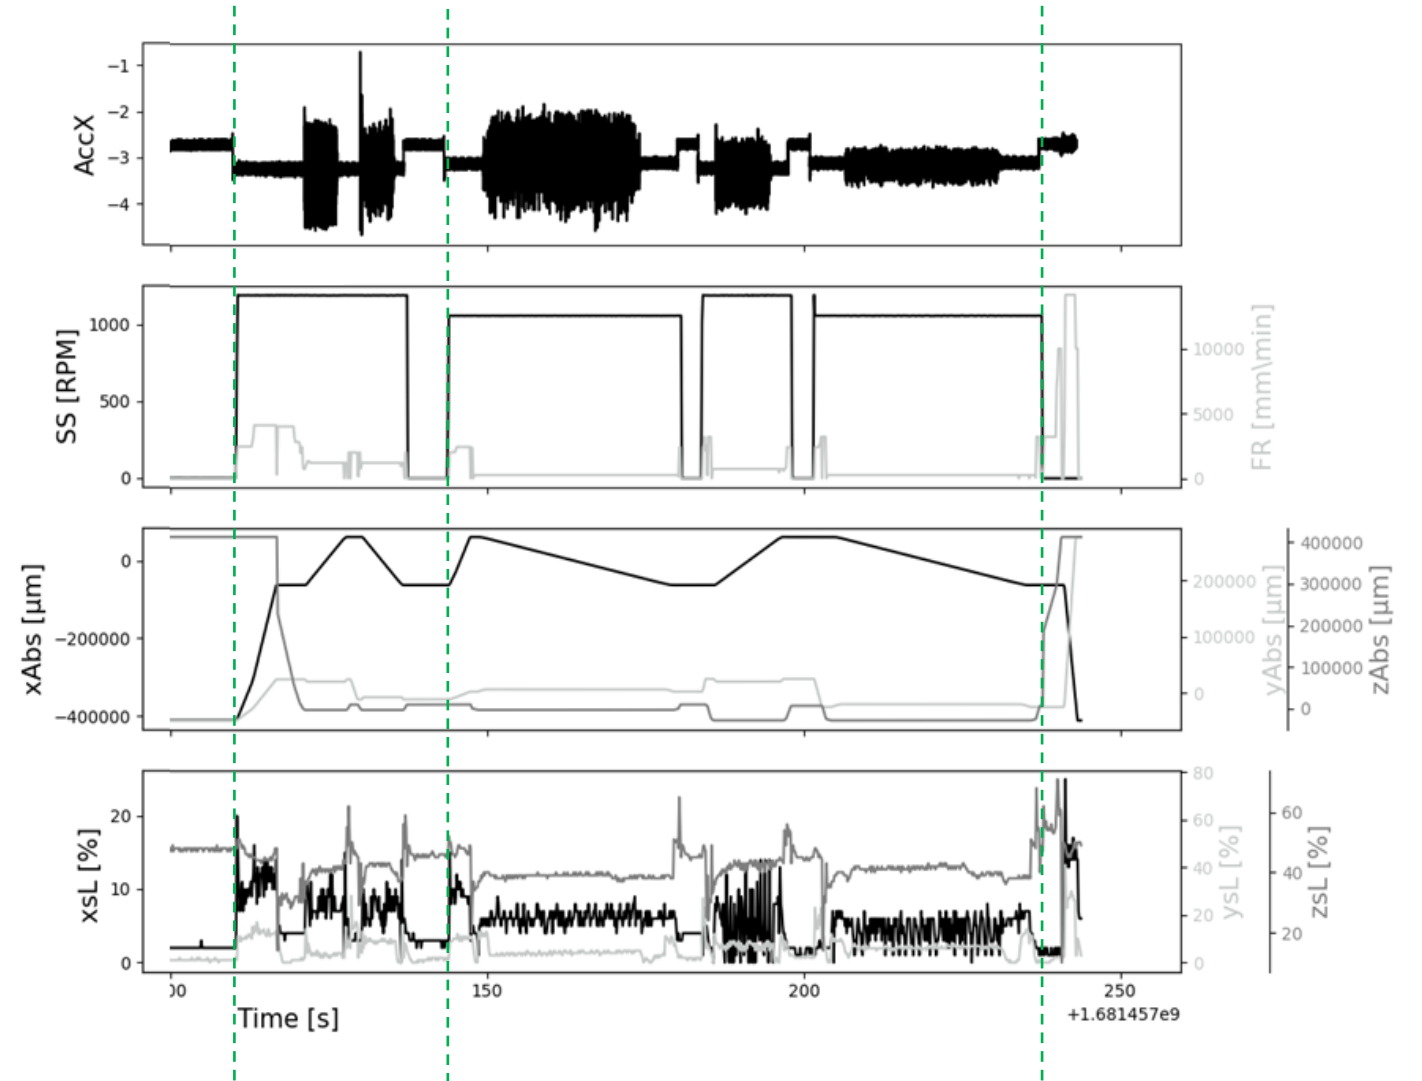 AccX
−1
−2
−3
−4
SS [RPM]
1000
500
0
10000
5000
0
FR [mm\min]
xAbs [μm]
0
−200000
−400000
200000
100000
0
yAbs [μm]
400000
300000
200000
100000
0
zAbs [μm]
xsL [%]
20
10
0
80
60
40
20
0
ysL [%]
60
40
20
zsL [%]
00 150 200 250
Time [s]
+1.681457e9